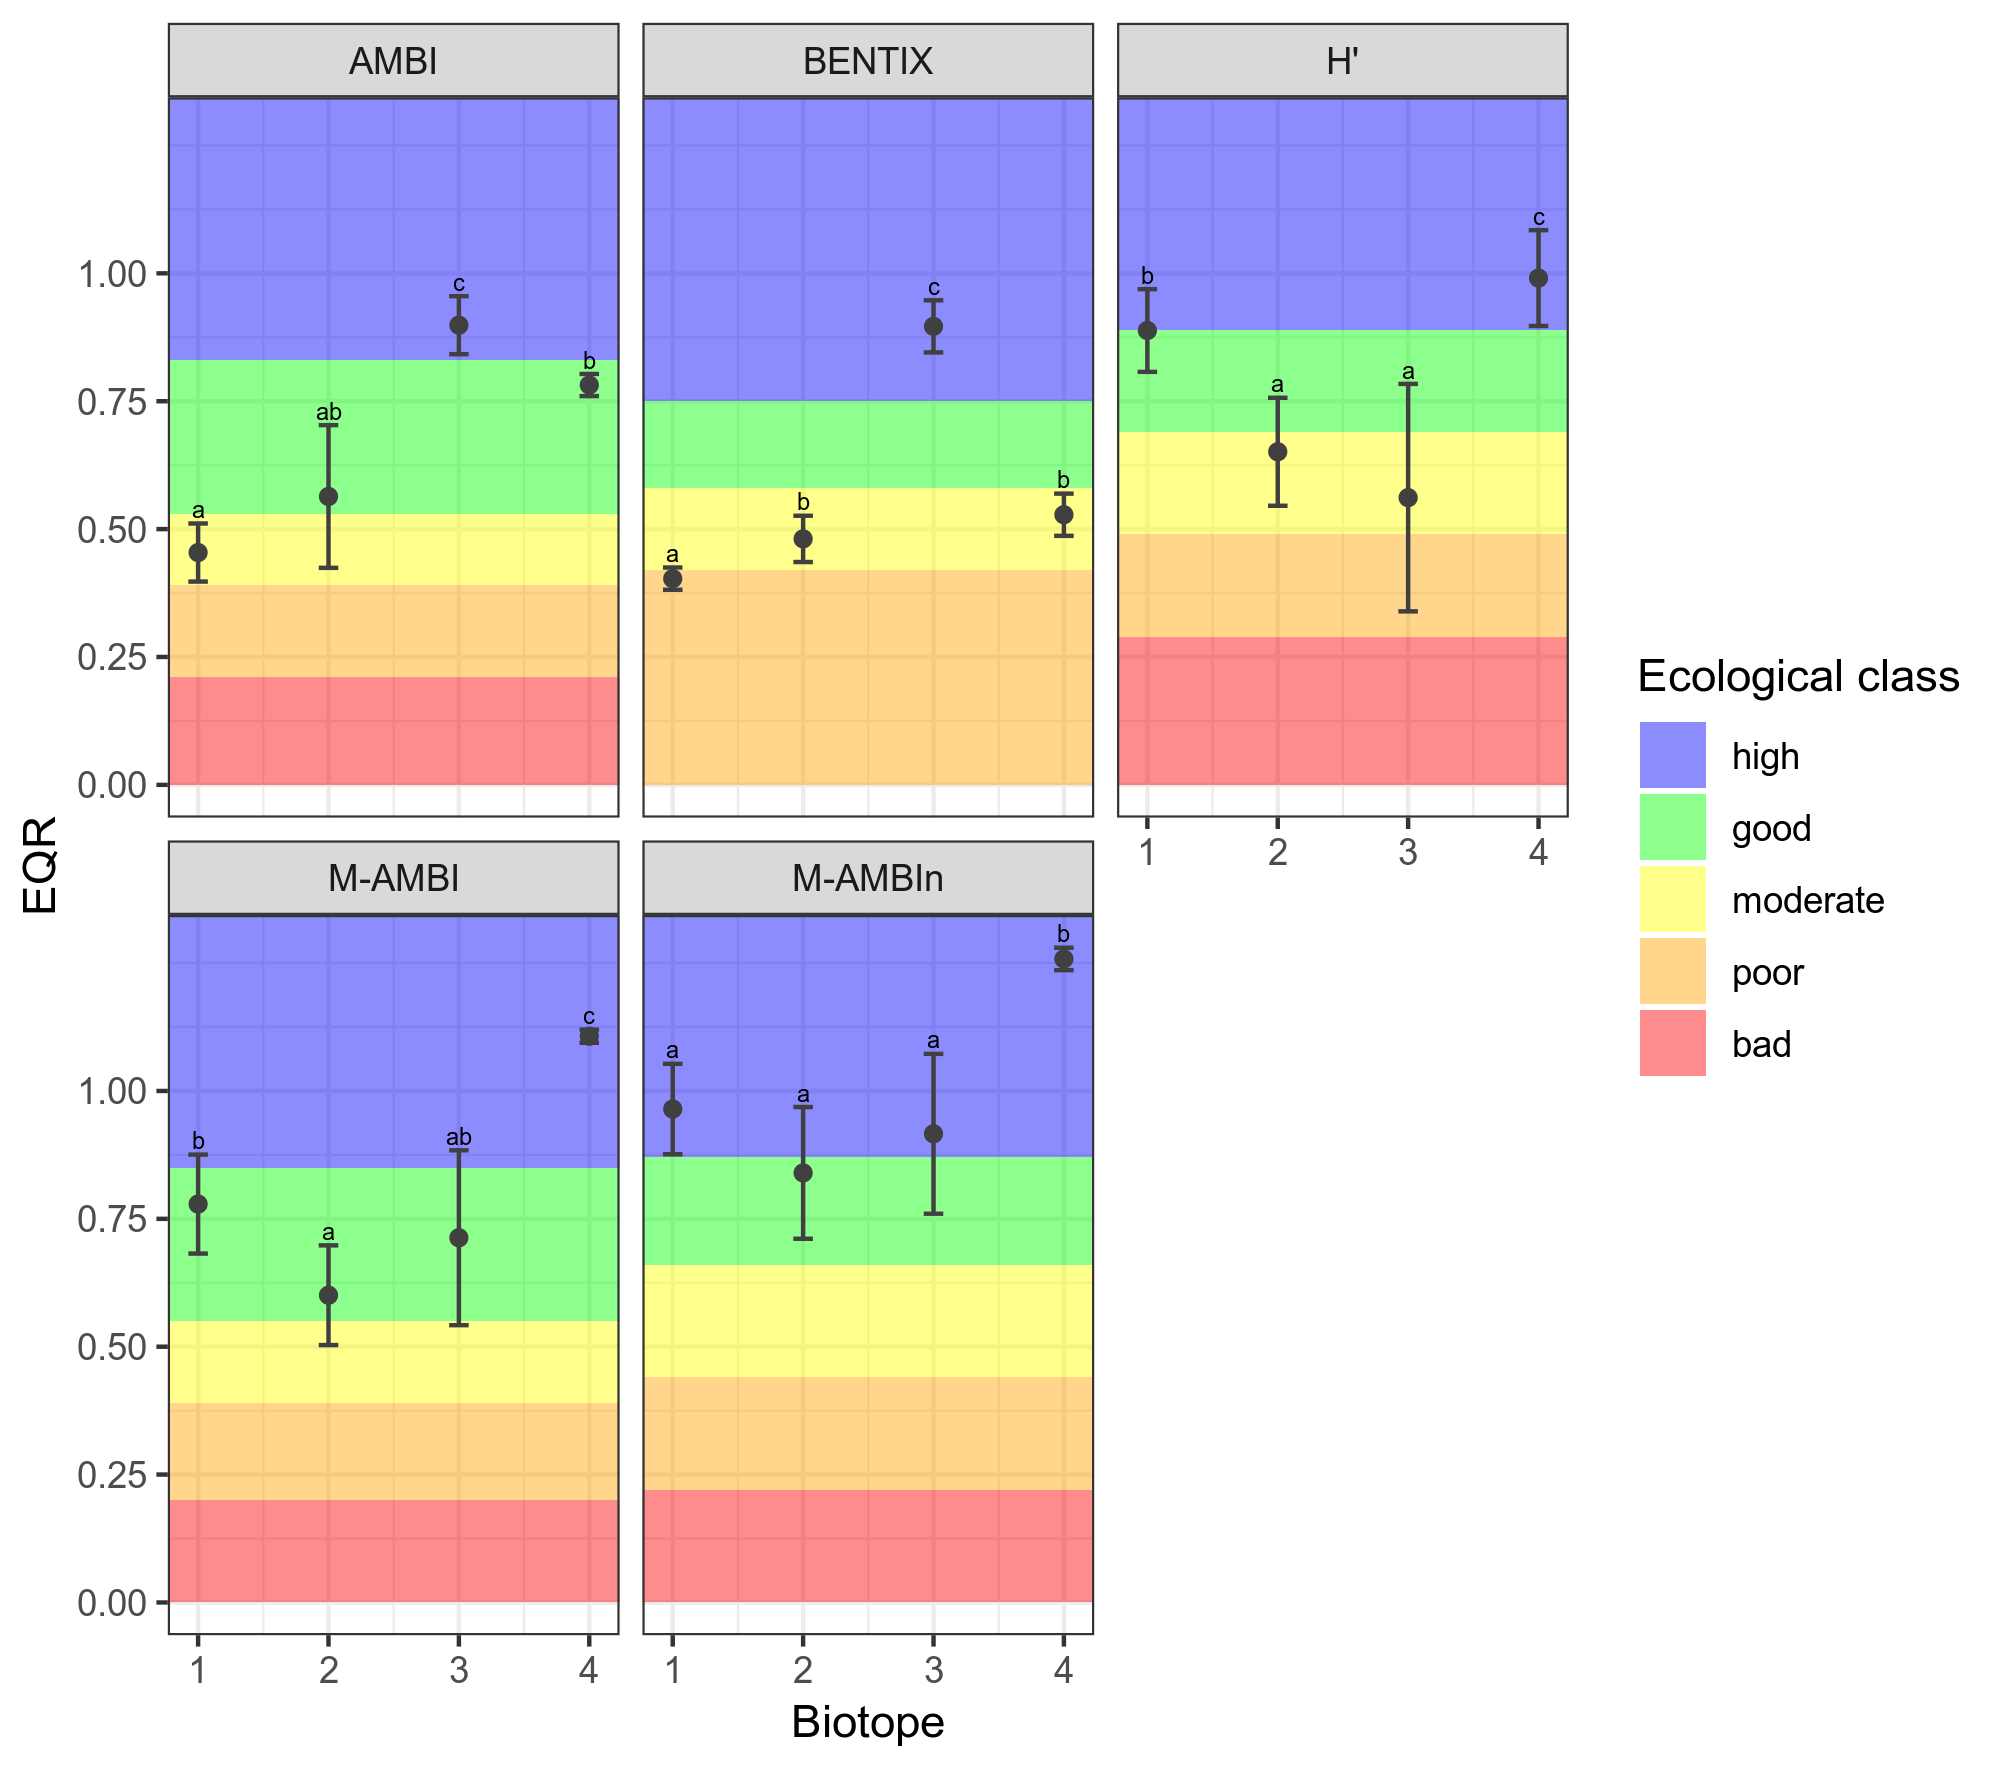 AMBI
BENTIX
H'
1.00
0.75
0.50
0.25
0.00
a
ab
c
b
a
b
c
b
b
a
a
c
1
2
3
4
EQR
M-AMBI
M-AMBIn
1.00
0.75
0.50
0.25
0.00
b
a
ab
c
a
a
a
b
1
2
3
4
1
2
3
4
Biotope
Ecological class
high
good
moderate
poor
bad